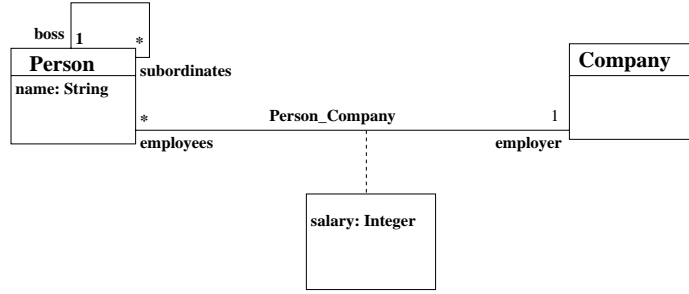 boss 1 *
Person
subordinates
name: String
Company
* Person_Company 1
employees employer
salary: Integer